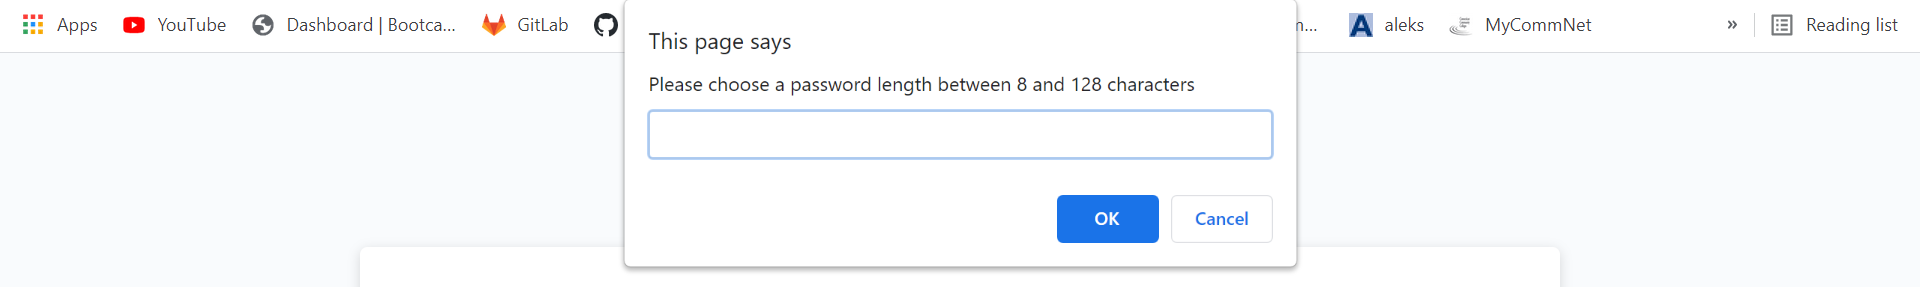 Apps YouTube Dashboard | Bootca... GitLab m... aleks MyCommNet » Reading list
This page says
Please choose a password length between 8 and 128 characters
OK Cancel